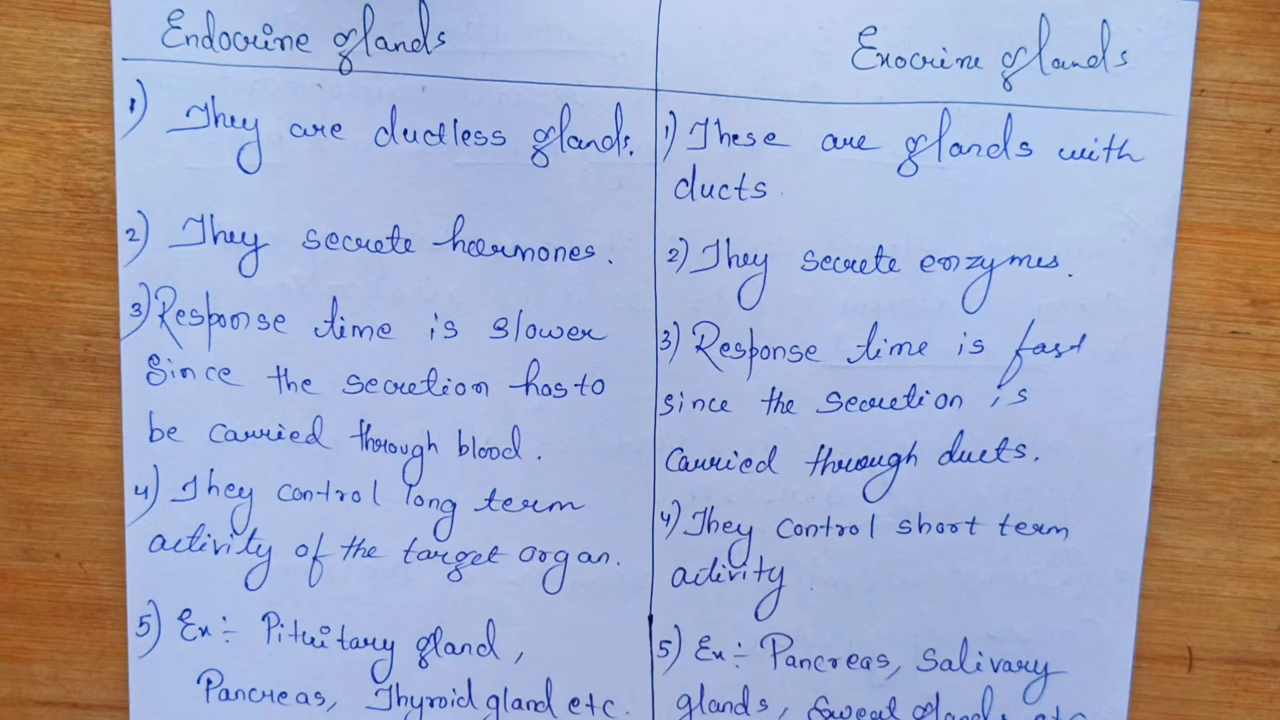 Endocrine glands
1) They are ductless glands.
2) They secrete hormones.
3) Response time is slower
since the secretion has to
be carried through blood.
4) They control long term
activity of the target organ.
5) Ex:- Pituitary gland,
Pancreas, Thyroid gland etc.
Exocrine glands
1) These are glands with
ducts.
2) They secrete enzymes.
3) Response time is fast
since the secretion is
carried through ducts.
4) They control short term
activity
5) Ex:- Pancreas, Salivary
glands, Sweat glands etc